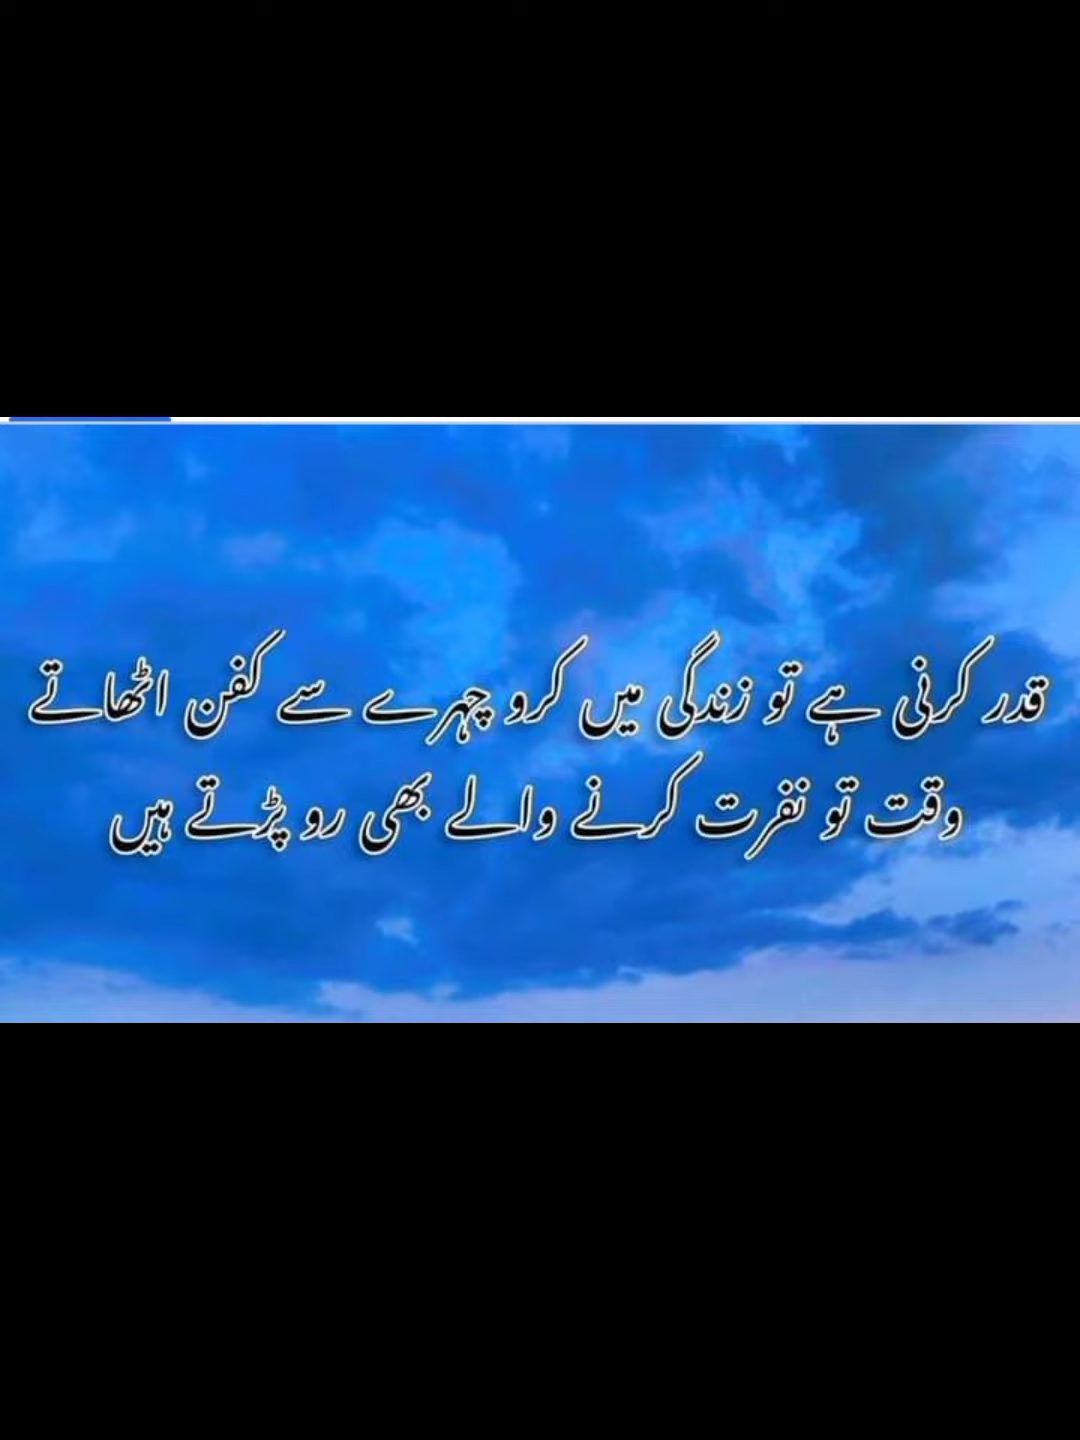 قدر کرنی ہے تو زندگی میں کرو چہرے سے کفن اٹھاتے
وقت تو نفرت کرنے والے بھی رو پڑتے ہیں